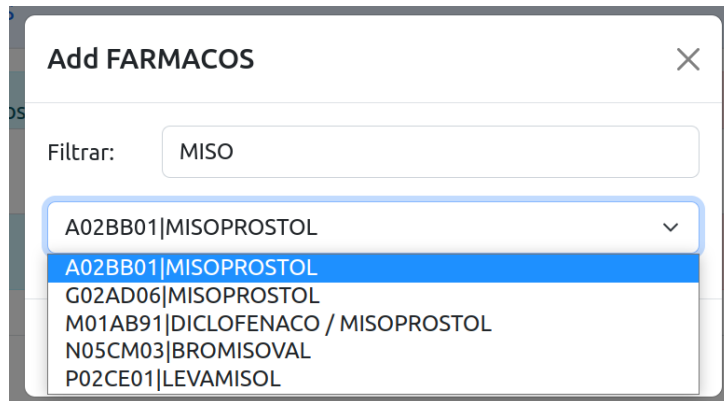 Add FARMACOS
Filtrar: MISO
A02BB01|MISOPROSTOL
A02BB01|MISOPROSTOL
G02AD06|MISOPROSTOL
M01AB91|DICLOFENACO / MISOPROSTOL
N05CM03|BROMISOVAL
P02CE01|LEVAMISOL